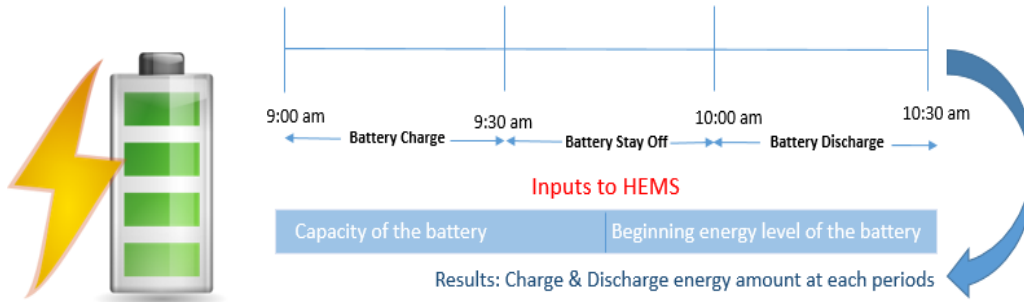 9:00 am
9:30 am
10:00 am
10:30 am
Battery Charge
Battery Stay Off
Battery Discharge
Inputs to HEMS
Capacity of the battery
Beginning energy level of the battery
Results: Charge & Discharge energy amount at each periods